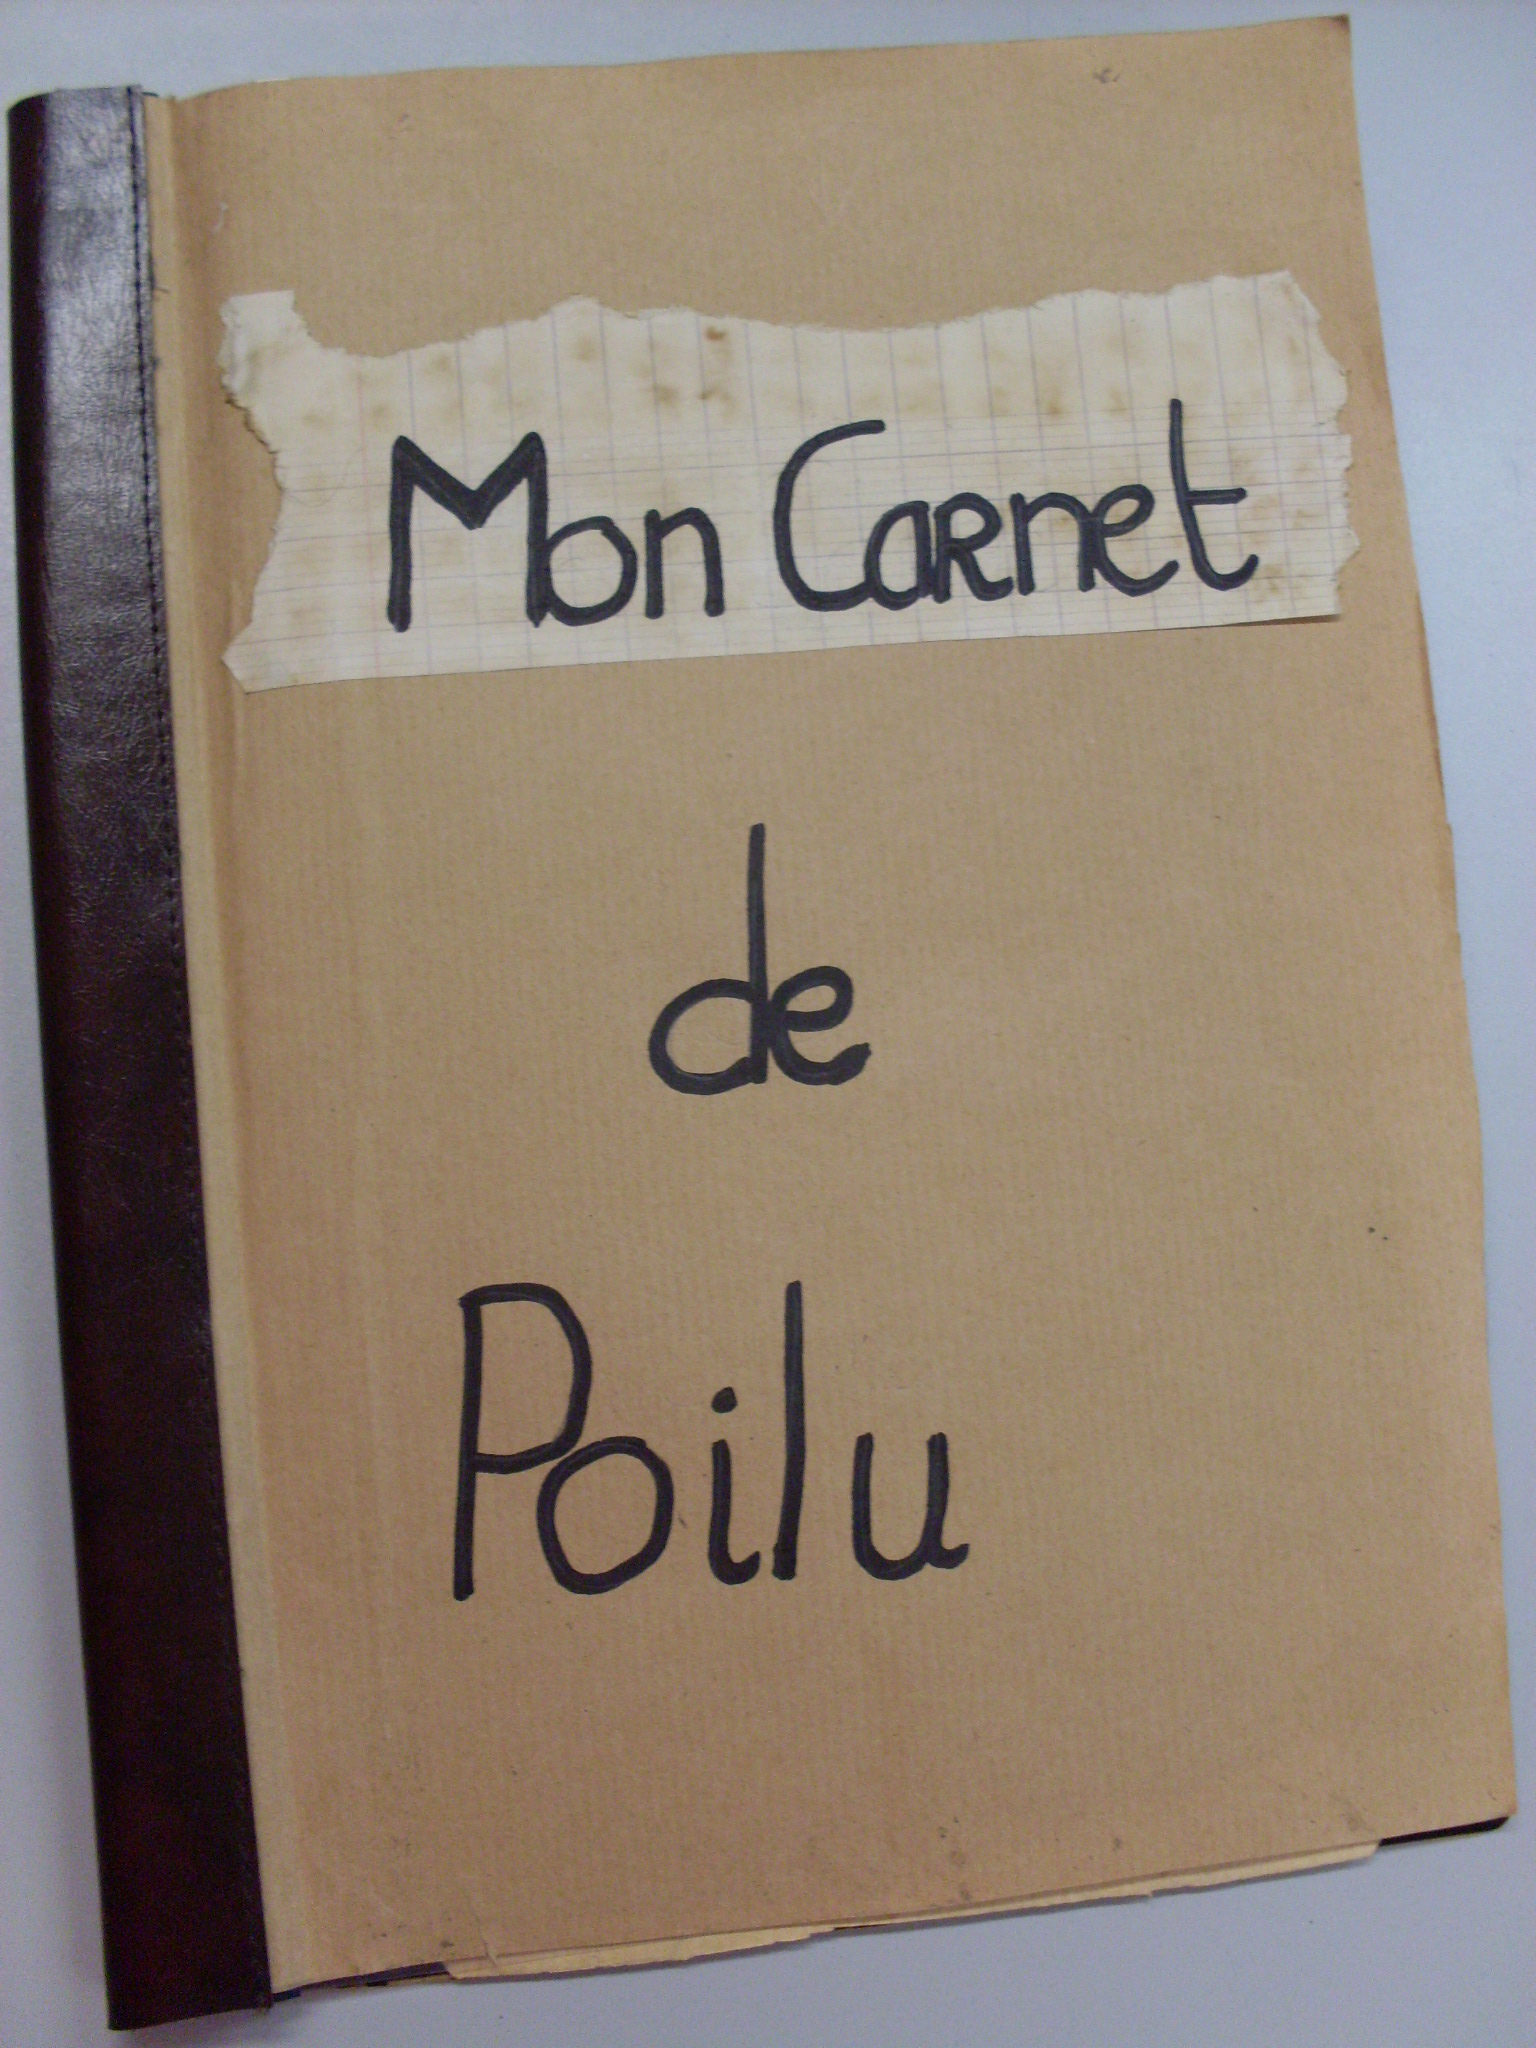 Mon Carnet
de
Poilu